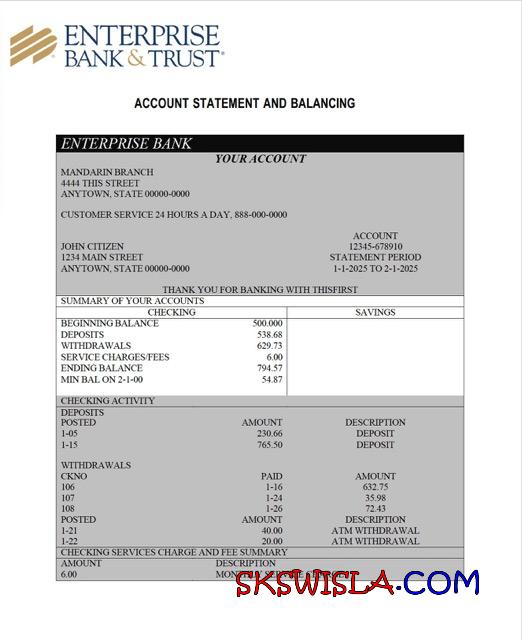 ENTERPRISE
BANK & TRUST
ACCOUNT STATEMENT AND BALANCING
ENTERPRISE BANK
YOUR ACCOUNT
MANDARIN BRANCH
4444 THIS STREET
ANYTOWN, STATE 00000-0000
CUSTOMER SERVICE 24 HOURS A DAY, 888-000-0000
ACCOUNT
JOHN CITIZEN 12345-678910
1234 MAIN STREET STATEMENT PERIOD
ANYTOWN, STATE 00000-0000 1-1-2025 TO 2-1-2025
THANK YOU FOR BANKING WITH THISFIRST
SUMMARY OF YOUR ACCOUNTS
CHECKING SAVINGS
BEGINNING BALANCE 500.000
DEPOSITS 538.68
WITHDRAWALS 629.73
SERVICE CHARGES/FEES 6.00
ENDING BALANCE 794.57
MIN BAL ON 2-1-00 54.87
CHECKING ACTIVITY
DEPOSITS
POSTED AMOUNT DESCRIPTION
1-05 230.66 DEPOSIT
1-15 765.50 DEPOSIT
WITHDRAWALS
CKNO PAID AMOUNT
106 1-16 632.75
107 1-24 35.98
108 1-26 72.43
POSTED AMOUNT DESCRIPTION
1-21 40.00 ATM WITHDRAWAL
1-22 20.00 ATM WITHDRAWAL
CHECKING SERVICES CHARGE AND FEE SUMMARY
AMOUNT DESCRIPTION
6.00
SKSWISLA.COM